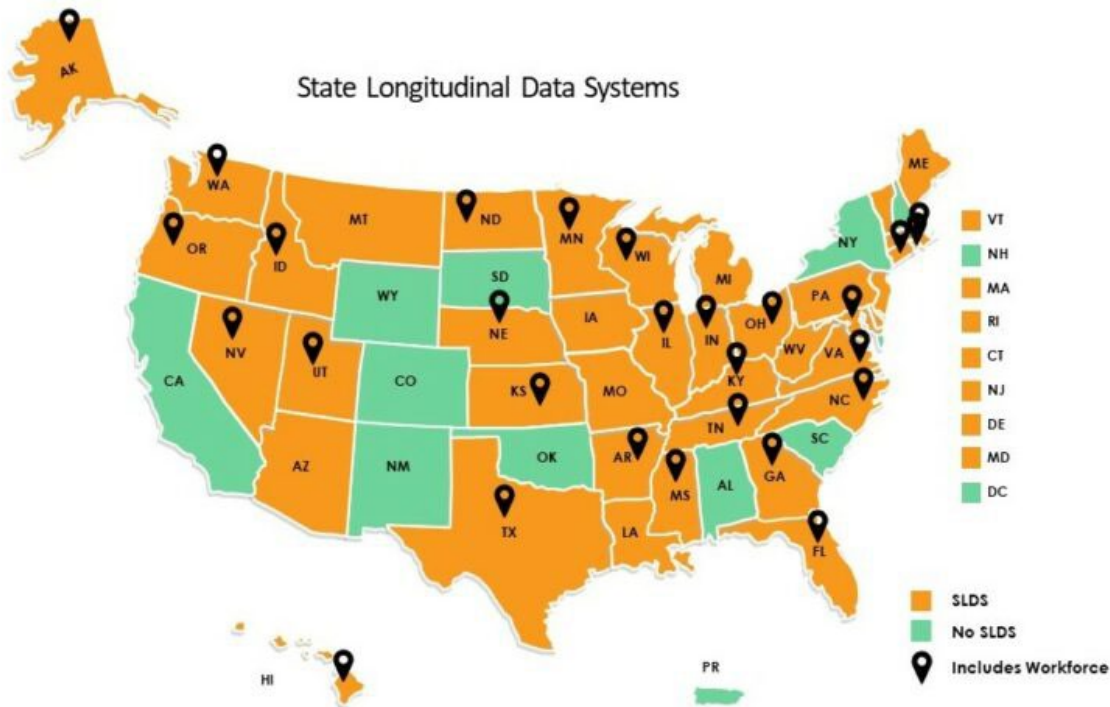 AK
State Longitudinal Data Systems
WA
MT
ND
MN
ME
OR
ID
WI
NY
VT
SD
MI
NH
WY
PA
MA
NE
IA
OH
RI
NV
IL
IN
WV
VA
CT
UT
CO
KS
MO
KY
NJ
CA
NC
DE
TN
MD
AZ
NM
OK
AR
SC
DC
MS
AL
GA
TX
LA
FL
SLDS
No SLDS
PR
Includes Workforce
HI